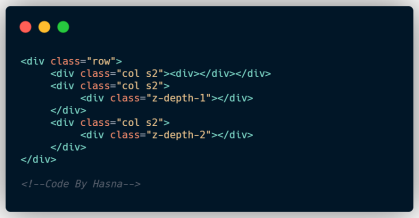 <div class="row">
<div class="col s2"><div></div></div>
<div class="col s2">
<div class="z-depth-1"></div>
</div>
<div class="col s2">
<div class="z-depth-2"></div>
</div>
</div>
<!--Code By Hasna-->